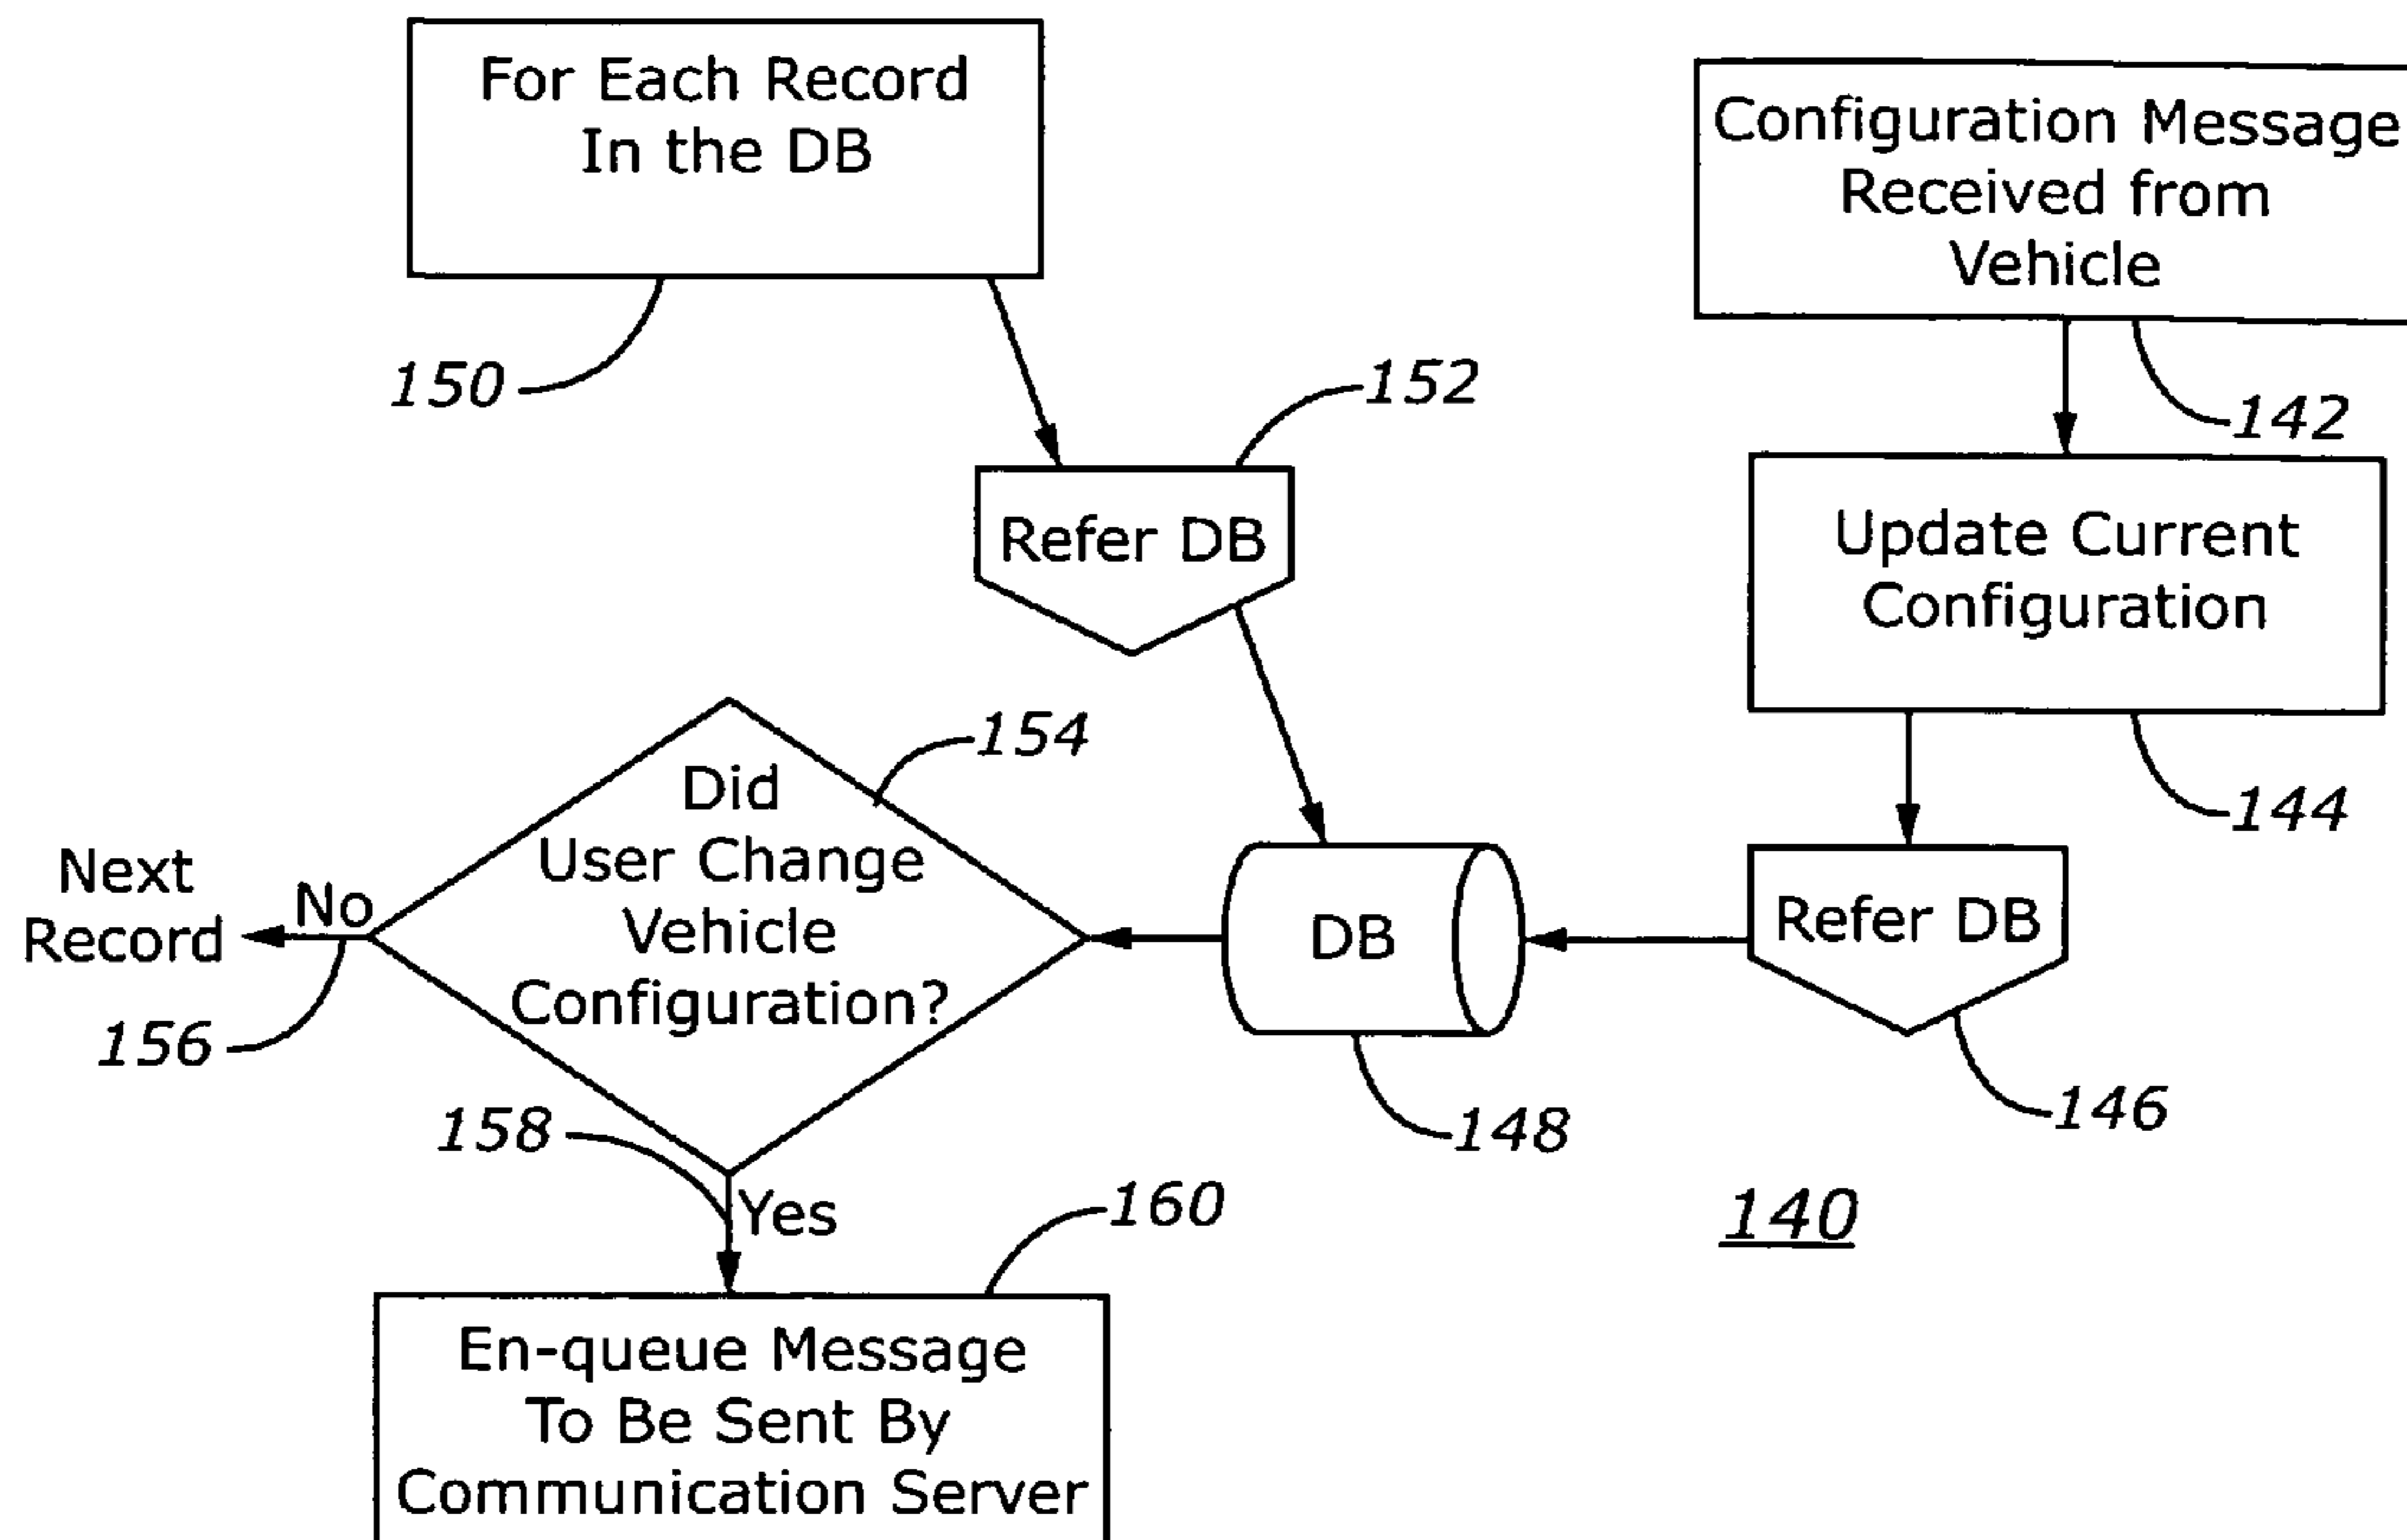 For Each Record
In the DB
150
Configuration Message
Received from
Vehicle
142
152
Refer DB
Update Current
Configuration
144
154
Did
User Change
Vehicle
Configuration?
Next
Record
No
156
DB
148
Refer DB
146
158
Yes
160
140
En-queue Message
To Be Sent By
Communication Server